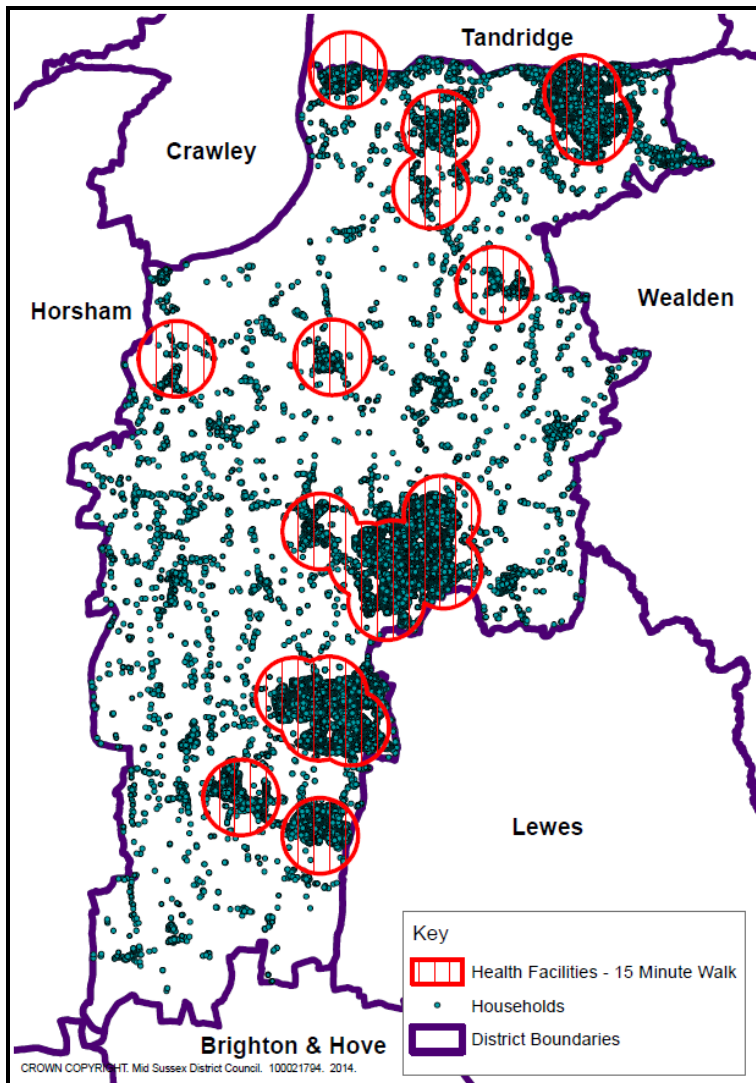 Tandridge
Crawley
Horsham
Wealden
Lewes
Key
Health Facilities - 15 Minute Walk
Households
District Boundaries
Brighton & Hove
CROWN COPYRIGHT. Mid Sussex District Council. 100021794. 2014.